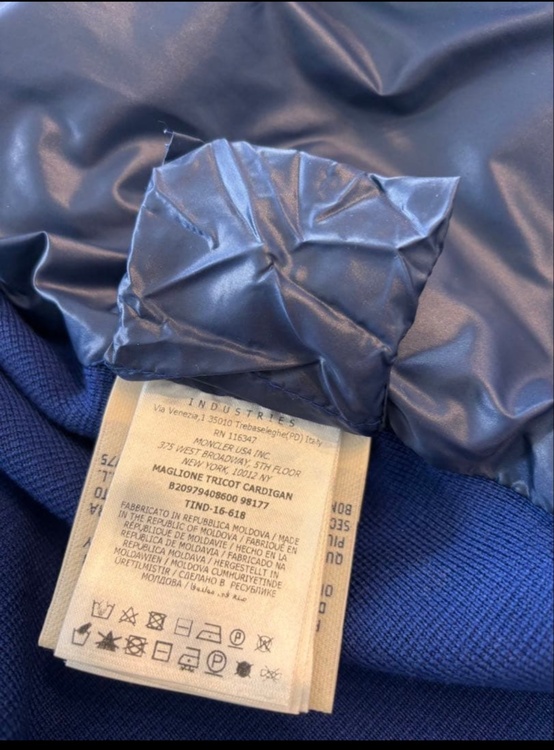 INDUSTRIES
Via Venezia,1 35010 Trebaseleghe(PD) Italy
RN 116347
MONCLER USA INC.
375 WEST BROADWAY, 5TH FLOOR
NEW YORK, 10012 NY
MAGLIONE TRICOT CARDIGAN
B20979408600 98177
TIND-16-618
FABBRICATO IN REPUBBLICA MOLDOVA / MADE
IN THE REPUBLIC OF MOLDOVA / FABRIQUÉ EN
RÉPUBLIQUE DE MOLDAVIE / HECHO EN LA
REPÚBLICA DE MOLDAVIA / FABRICADO NA
REPÚBLICA MOLDÁVIA / HERGESTELLT IN
MOLDAWIEN / MOLDOVA CUMHURIYETINDE
ÜRETILMISTIR / СДЕЛАНО В РЕСПУБЛИКЕ
МОЛДОВА /